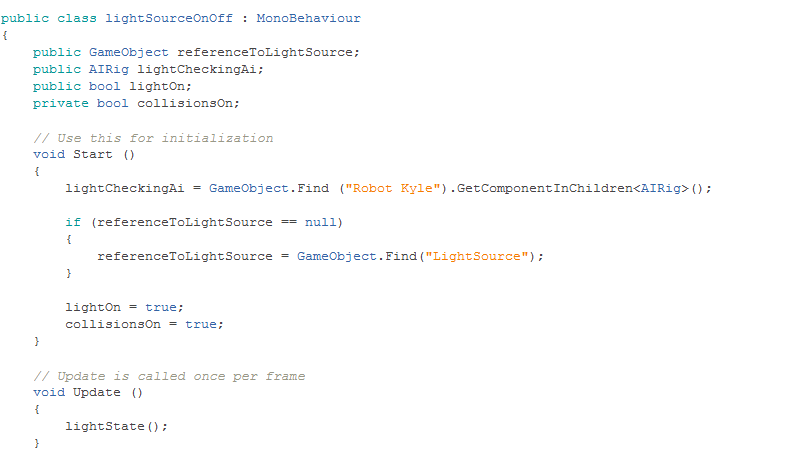 public class lightSourceOnOff : MonoBehaviour
{
    public GameObject referenceToLightSource;
    public AIRig lightCheckingAi;
    public bool lightOn;
    private bool collisionsOn;

    // Use this for initialization
    void Start ()
    {
        lightCheckingAi = GameObject.Find ("Robot Kyle").GetComponentInChildren<AIRig>();

        if (referenceToLightSource == null)
        {
            referenceToLightSource = GameObject.Find("LightSource");
        }

        lightOn = true;
        collisionsOn = true;
    }

    // Update is called once per frame
    void Update ()
    {
        lightState();
    }